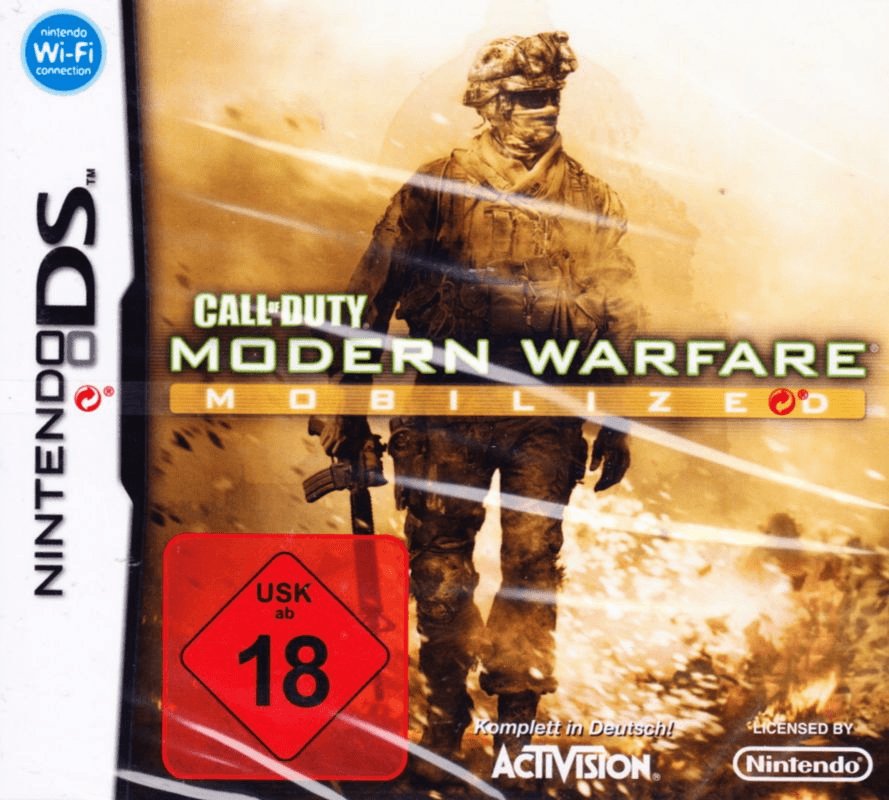 nintendo
Wi-Fi
connection
NINTENDO DS™
CALL OF DUTY®
MODERN WARFARE®
MOBILIZED
®
®
USK
ab
18
Komplett in Deutsch!
ACTIVISION®
LICENSED BY
Nintendo®